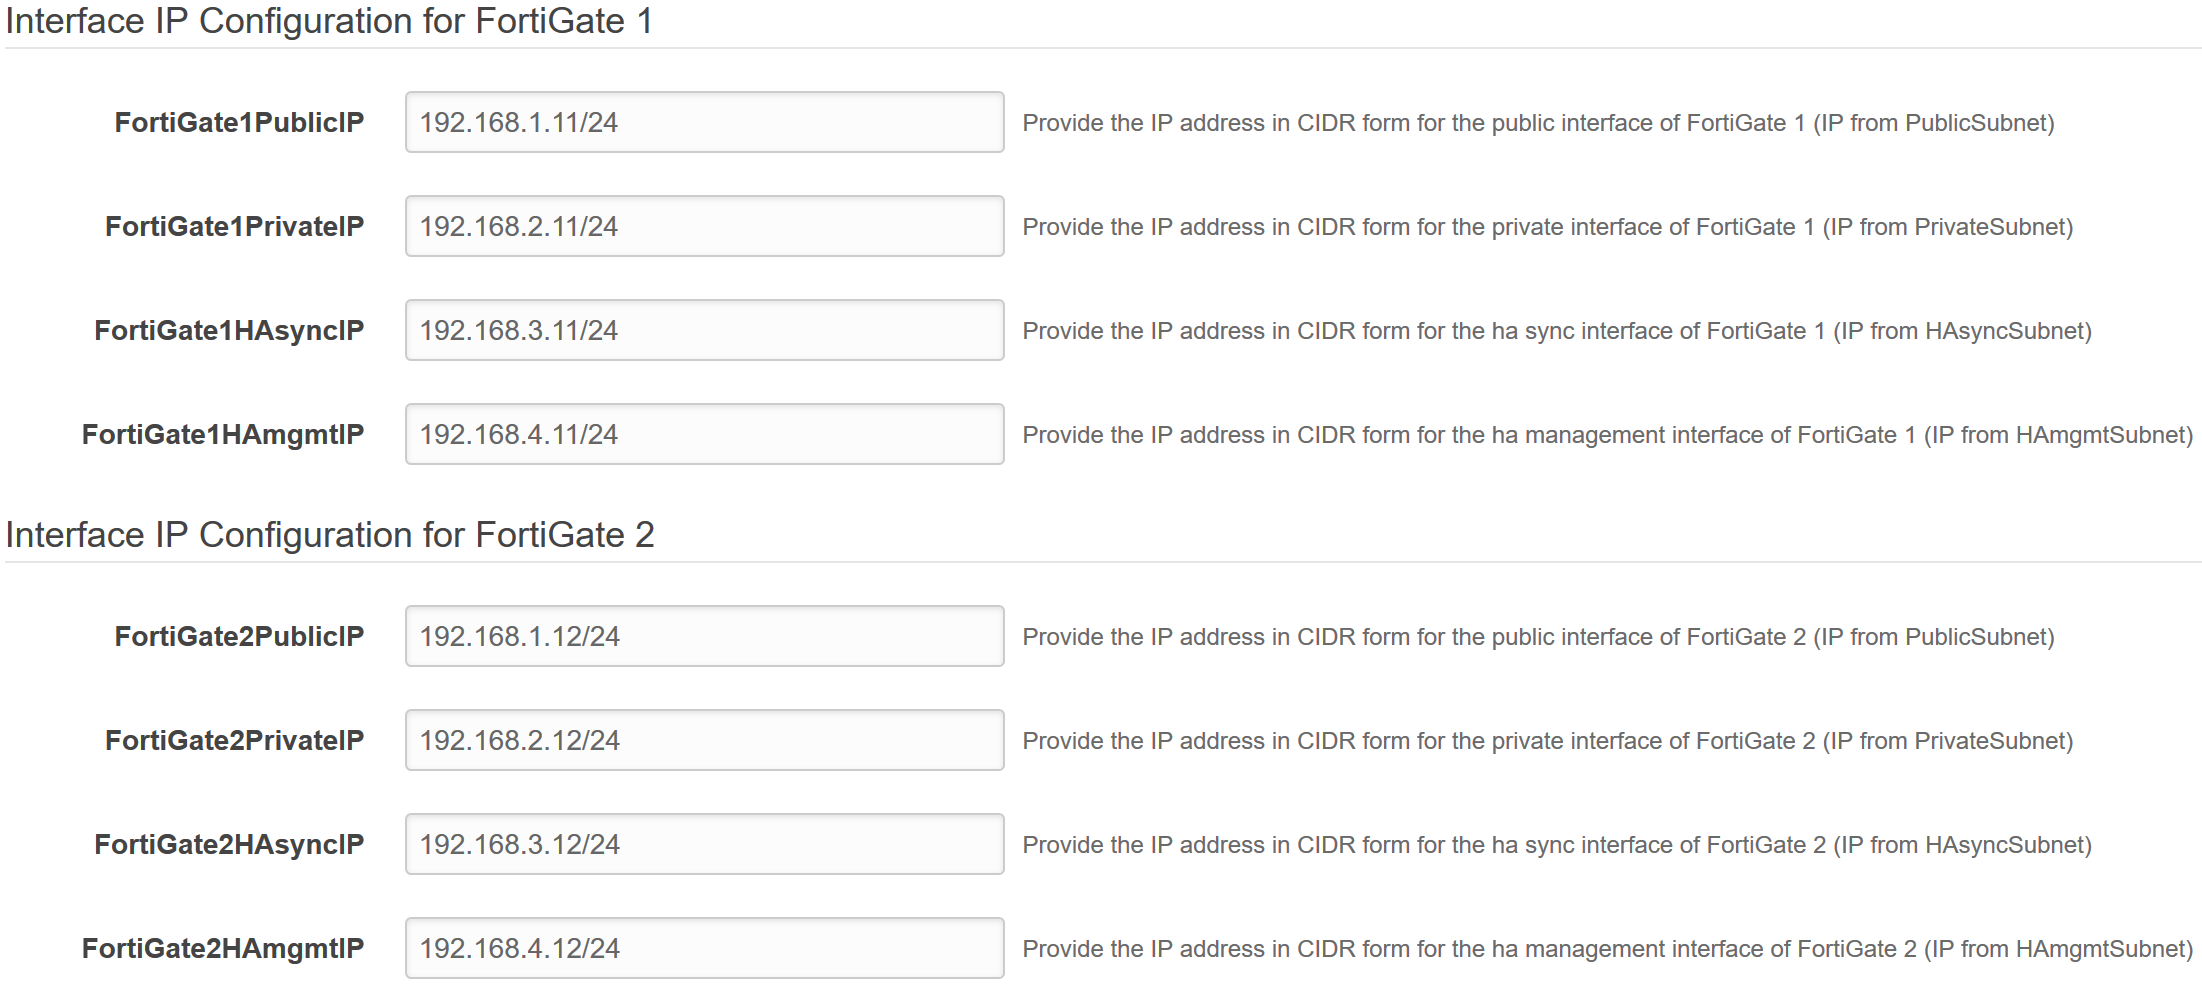 Interface IP Configuration for FortiGate 1
FortiGate1PublicIP 192.168.1.11/24 Provide the IP address in CIDR form for the public interface of FortiGate 1 (IP from PublicSubnet)
FortiGate1PrivateIP 192.168.2.11/24 Provide the IP address in CIDR form for the private interface of FortiGate 1 (IP from PrivateSubnet)
FortiGate1HAsyncIP 192.168.3.11/24 Provide the IP address in CIDR form for the ha sync interface of FortiGate 1 (IP from HAsyncSubnet)
FortiGate1HAmgmtIP 192.168.4.11/24 Provide the IP address in CIDR form for the ha management interface of FortiGate 1 (IP from HAmgmtSubnet)
Interface IP Configuration for FortiGate 2
FortiGate2PublicIP 192.168.1.12/24 Provide the IP address in CIDR form for the public interface of FortiGate 2 (IP from PublicSubnet)
FortiGate2PrivateIP 192.168.2.12/24 Provide the IP address in CIDR form for the private interface of FortiGate 2 (IP from PrivateSubnet)
FortiGate2HAsyncIP 192.168.3.12/24 Provide the IP address in CIDR form for the ha sync interface of FortiGate 2 (IP from HAsyncSubnet)
FortiGate2HAmgmtIP 192.168.4.12/24 Provide the IP address in CIDR form for the ha management interface of FortiGate 2 (IP from HAmgmtSubnet)